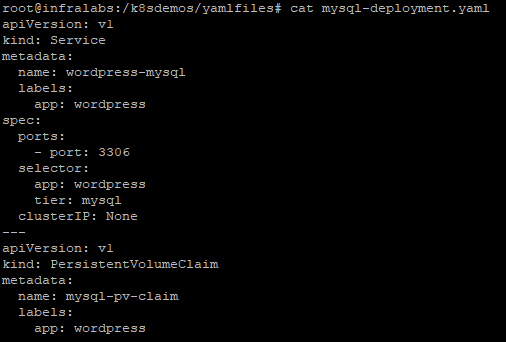 root@infralabs:/k8sdemos/yamlfiles# cat mysql-deployment.yaml
apiVersion: v1
kind: Service
metadata:
  name: wordpress-mysql
  labels:
    app: wordpress
spec:
  ports:
    - port: 3306
  selector:
    app: wordpress
    tier: mysql
  clusterIP: None
---
apiVersion: v1
kind: PersistentVolumeClaim
metadata:
  name: mysql-pv-claim
  labels:
    app: wordpress